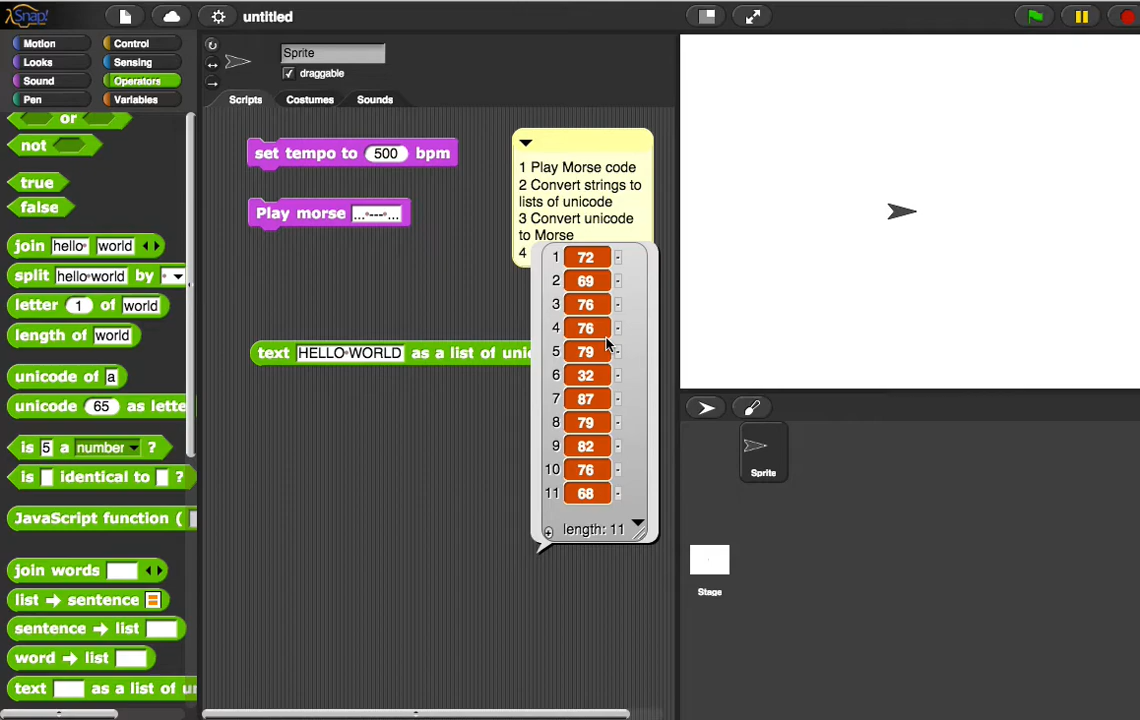 Snap!
untitled
Motion
Control
Looks
Sensing
Sound
Operators
Pen
Variables
or
not
true
false
join hello world
split hello world by
letter 1 of world
length of world
unicode of a
unicode 65 as lette
is 5 a number ?
is identical to ?
JavaScript function (
join words
list ➔ sentence
sentence ➔ list
word ➔ list
text as a list of u
Sprite
draggable
Scripts
Costumes
Sounds
set tempo to 500 bpm
Play morse ... --- ...
1 Play Morse code
2 Convert strings to
lists of unicode
3 Convert unicode
to Morse
4
text HELLO WORLD as a list of unic
1 72
2 69
3 76
4 76
5 79
6 32
7 87
8 79
9 82
10 76
11 68
length: 11
Sprite
Stage